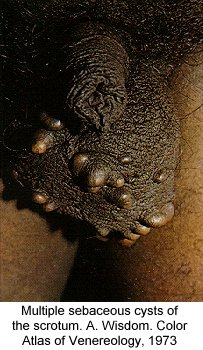 Multiple sebaceous cysts of
the scrotum. A. Wisdom. Color
Atlas of Venereology, 1973